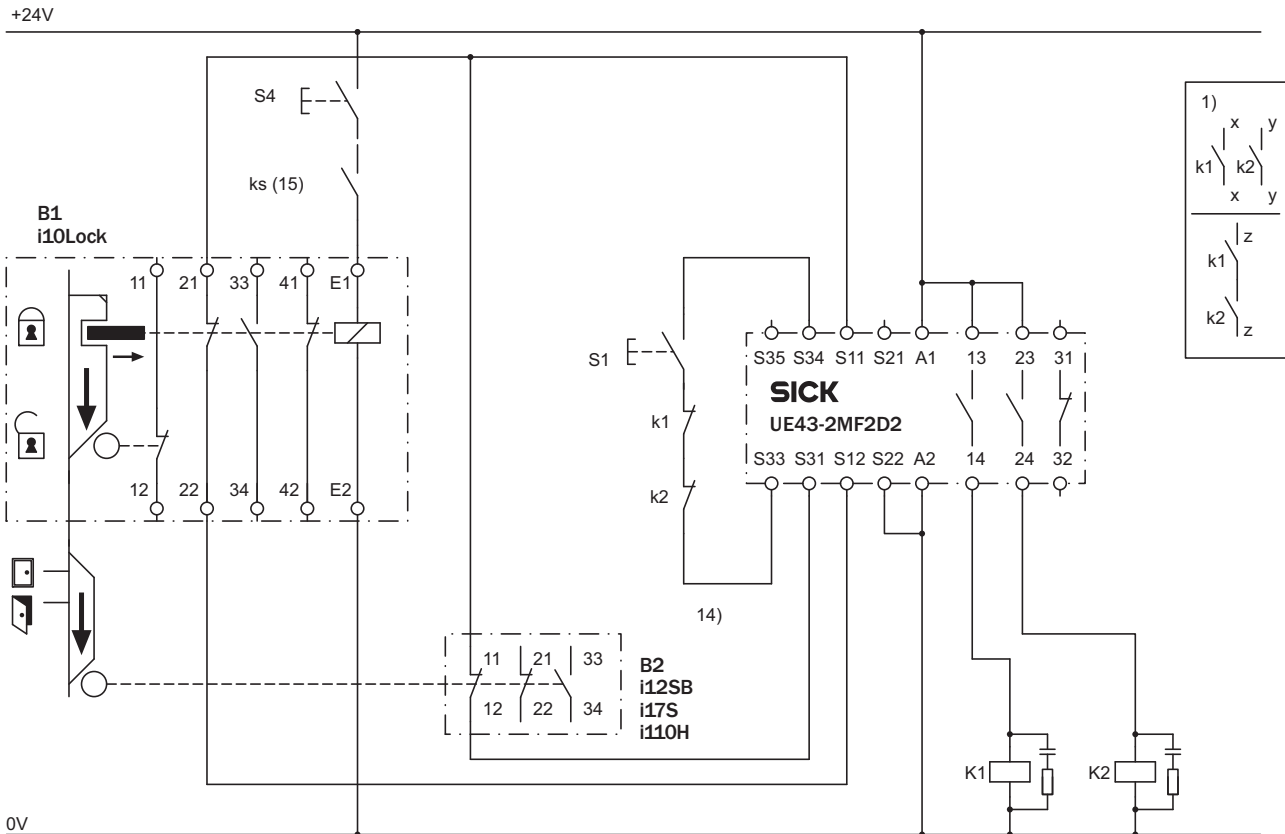 +24V
S4
ks (15)
B1
i10Lock
11 21 33 41 E1
12 22 34 42 E2
1)
x y
k1 k2
x y
z
k1
k2
z
S1
k1
k2
14)
S35 S34 S11 S21 A1 13 23 31
SICK
UE43-2MF2D2
S33 S31 S12 S22 A2 14 24 32
11 21 33
12 22 34
B2
i12SB
i17S
i110H
K1 K2
0V